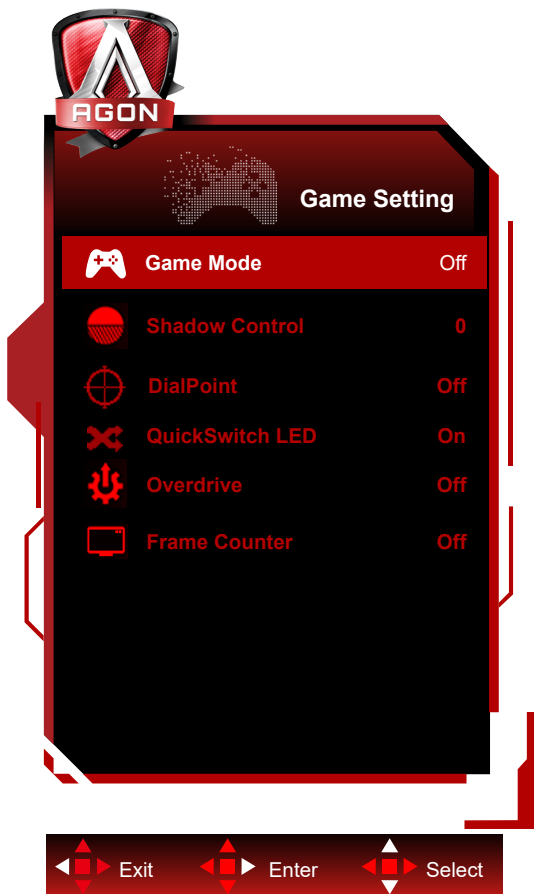 AGON
Game Setting
Game Mode Off
Shadow Control 0
DialPoint Off
QuickSwitch LED On
Overdrive Off
Frame Counter Off
Exit Enter Select